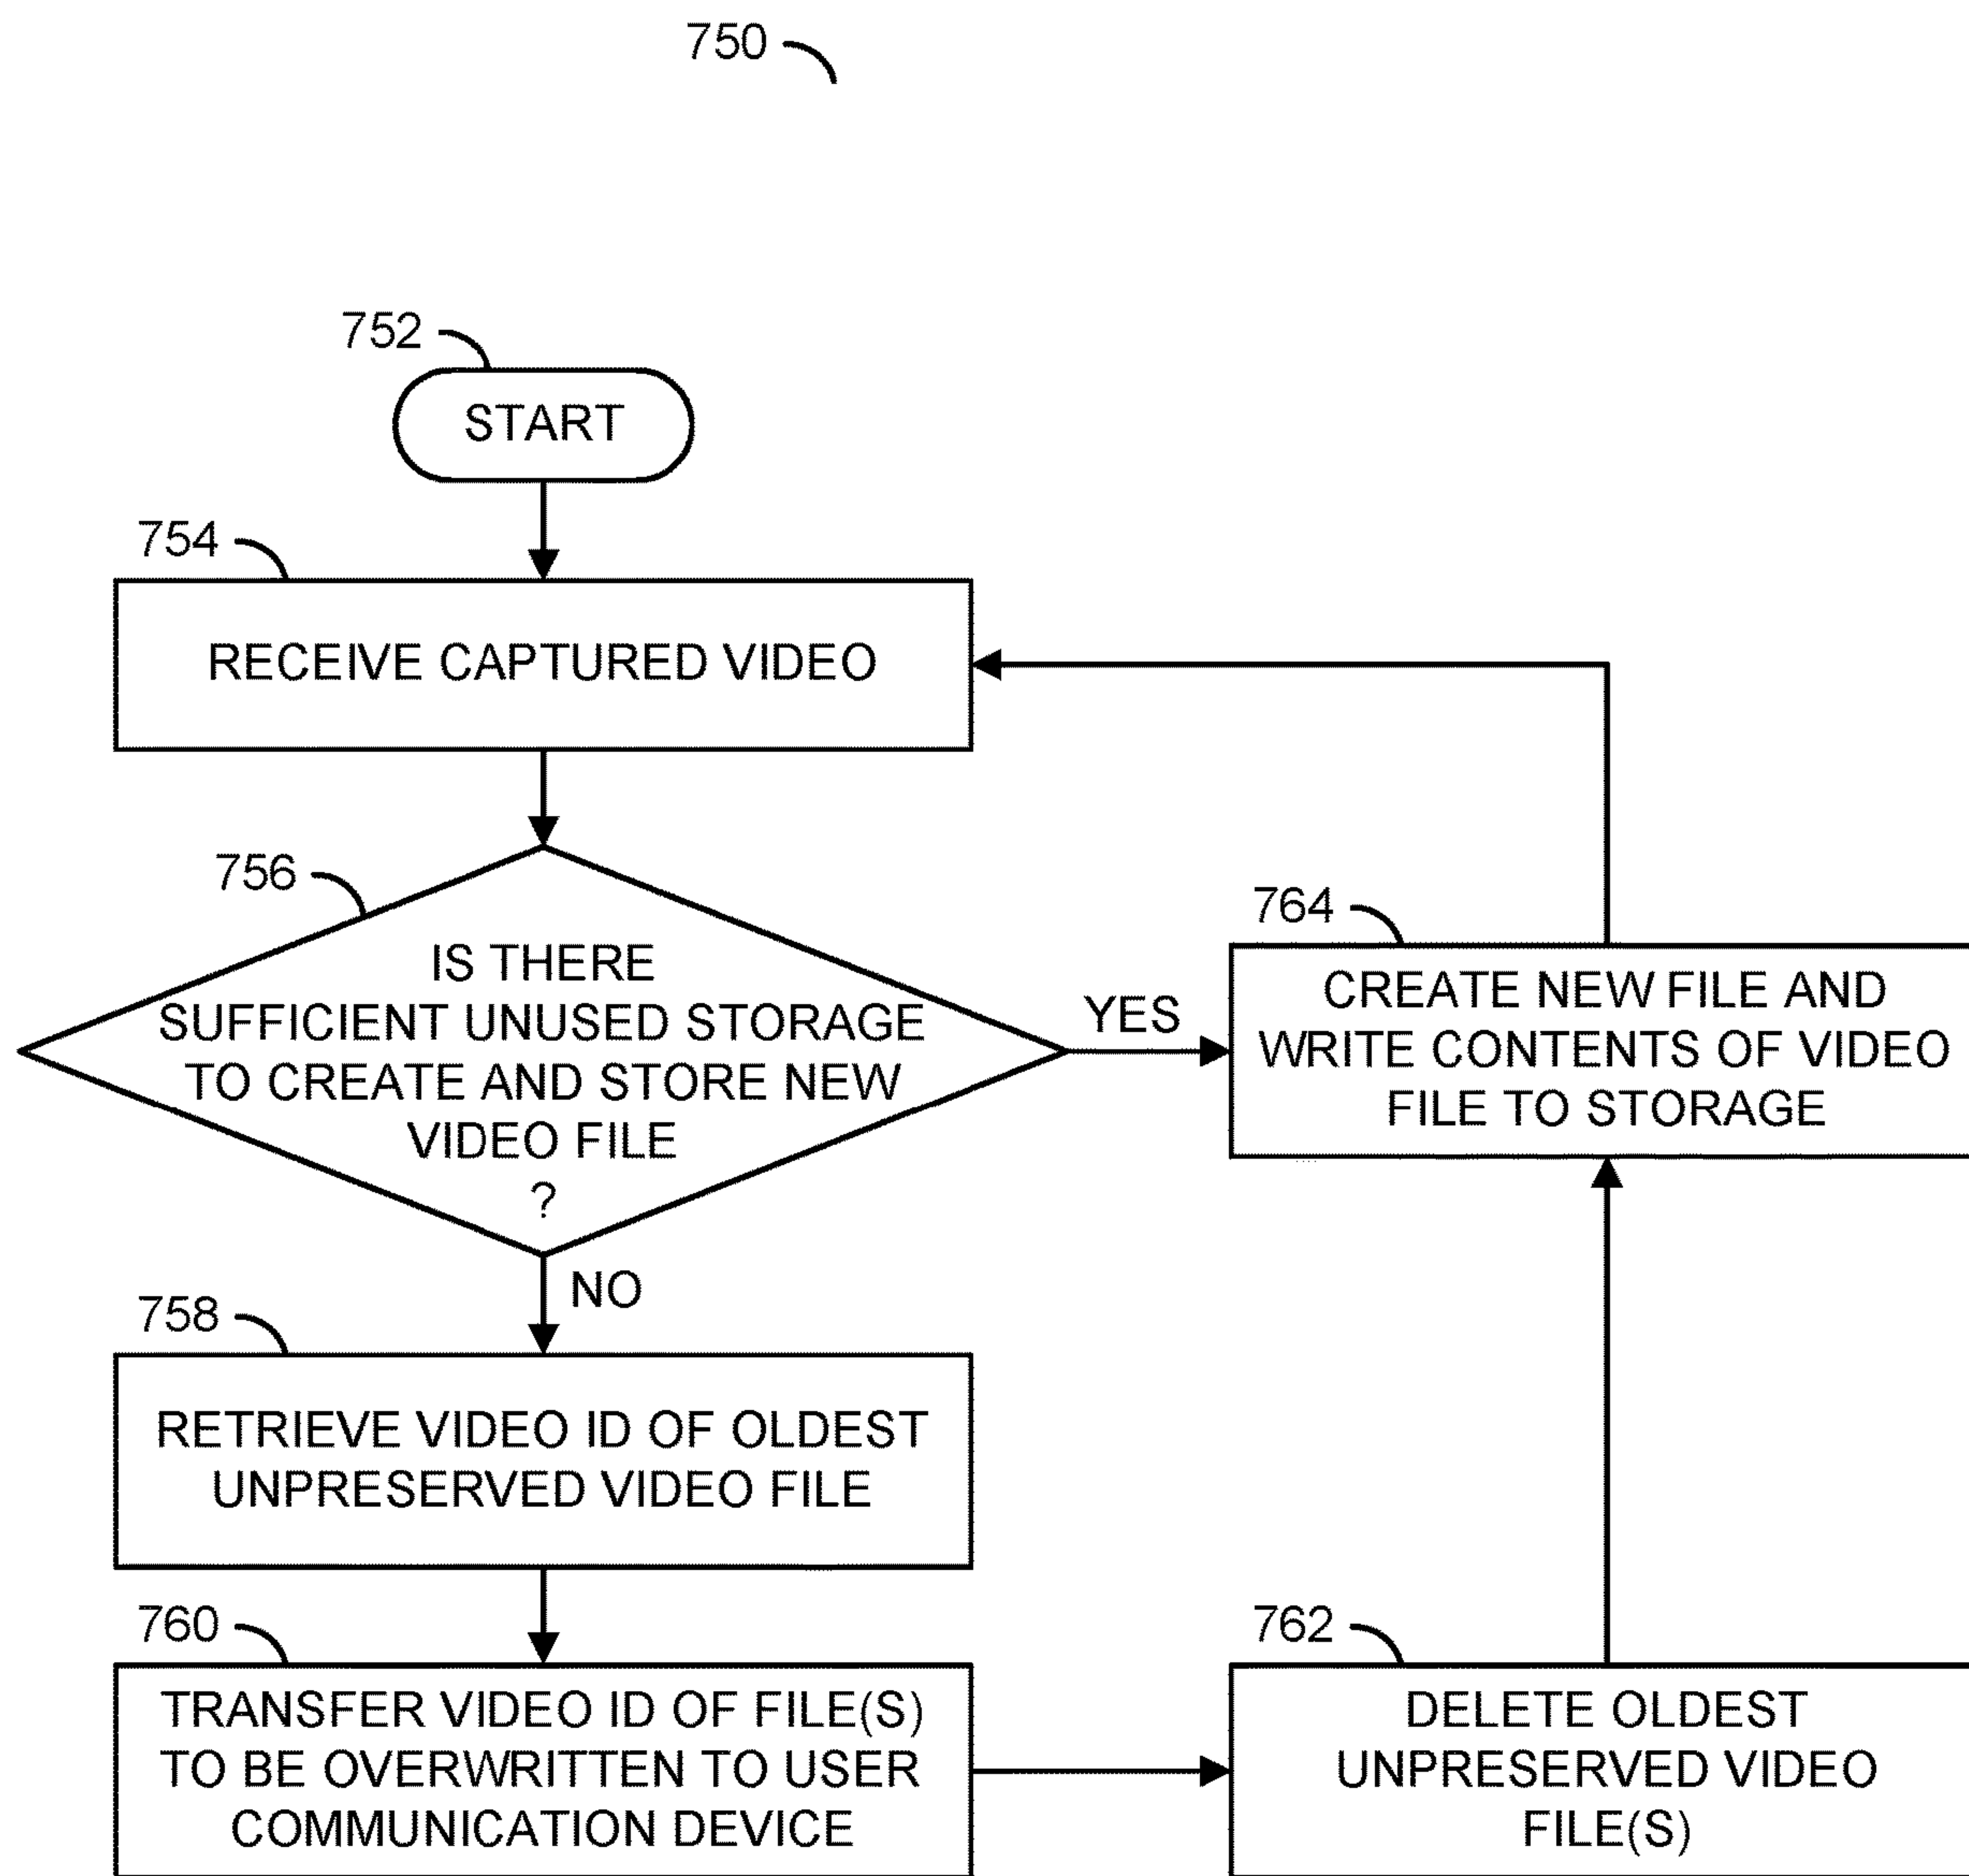 750
752
START
754
RECEIVE CAPTURED VIDEO
756
IS THERE
SUFFICIENT UNUSED STORAGE
TO CREATE AND STORE NEW
VIDEO FILE
?
YES
764
CREATE NEW FILE AND
WRITE CONTENTS OF VIDEO
FILE TO STORAGE
NO
758
RETRIEVE VIDEO ID OF OLDEST
UNPRESERVED VIDEO FILE
760
TRANSFER VIDEO ID OF FILE(S)
TO BE OVERWRITTEN TO USER
COMMUNICATION DEVICE
762
DELETE OLDEST
UNPRESERVED VIDEO
FILE(S)